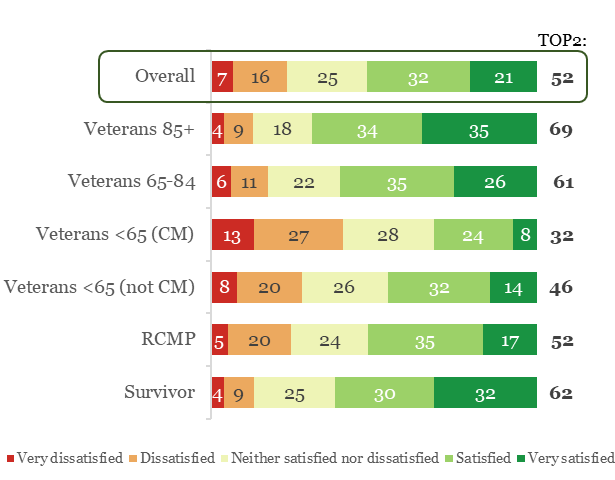 TOP2:
Overall 7 16 25 32 21 52
Veterans 85+ 4 9 18 34 35 69
Veterans 65-84 6 11 22 35 26 61
Veterans <65 (CM) 13 27 28 24 8 32
Veterans <65 (not CM) 8 20 26 32 14 46
RCMP 5 20 24 35 17 52
Survivor 4 9 25 30 32 62
Very dissatisfied Dissatisfied Neither satisfied nor dissatisfied Satisfied Very satisfied